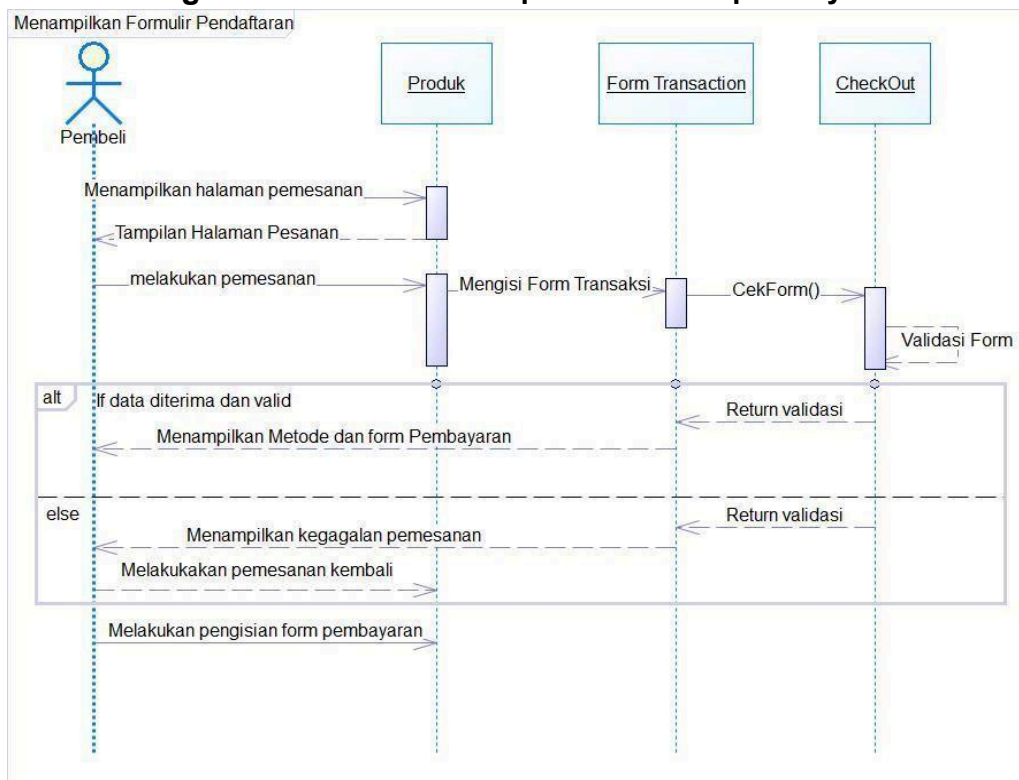 Menampilkan Formulir Pendaftaran
Pembeli
Produk
Form Transaction
CheckOut
Menampilkan halaman pemesanan
Tampilan Halaman Pesanan
melakukan pemesanan
Mengisi Form Transaksi
CekForm()
Validasi Form
alt
If data diterima dan valid
Return validasi
Menampilkan Metode dan form Pembayaran
else
Return validasi
Menampilkan kegagalan pemesanan
Melakukakan pemesanan kembali
Melakukan pengisian form pembayaran